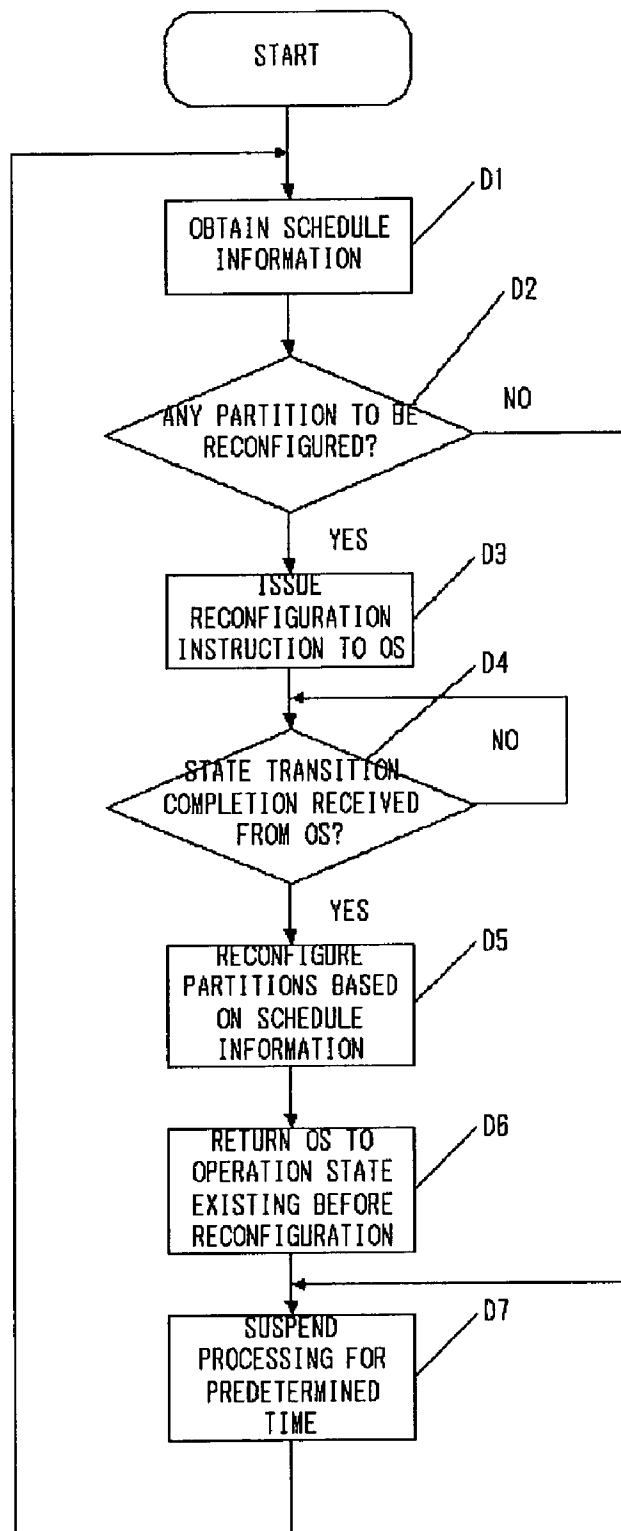 START
D1
OBTAIN SCHEDULE
INFORMATION
D2
ANY PARTITION TO BE
RECONFIGURED?
NO
YES
D3
ISSUE
RECONFIGURATION
INSTRUCTION TO OS
D4
NO
STATE TRANSITION
COMPLETION RECEIVED
FROM OS?
YES
D5
RECONFIGURE
PARTITIONS BASED
ON SCHEDULE
INFORMATION
D6
RETURN OS TO
OPERATION STATE
EXISTING BEFORE
RECONFIGURATION
D7
SUSPEND
PROCESSING FOR
PREDETERMINED
TIME